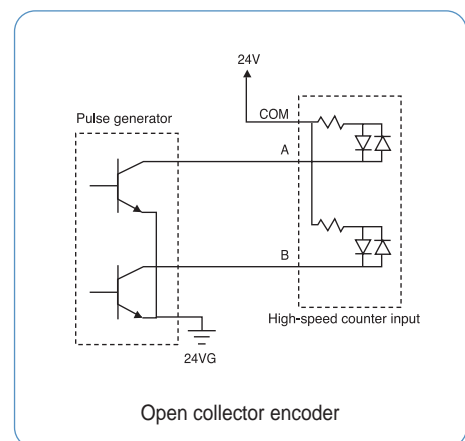 24V
COM
Pulse generator
A
B
High-speed counter input
24VG
Open collector encoder